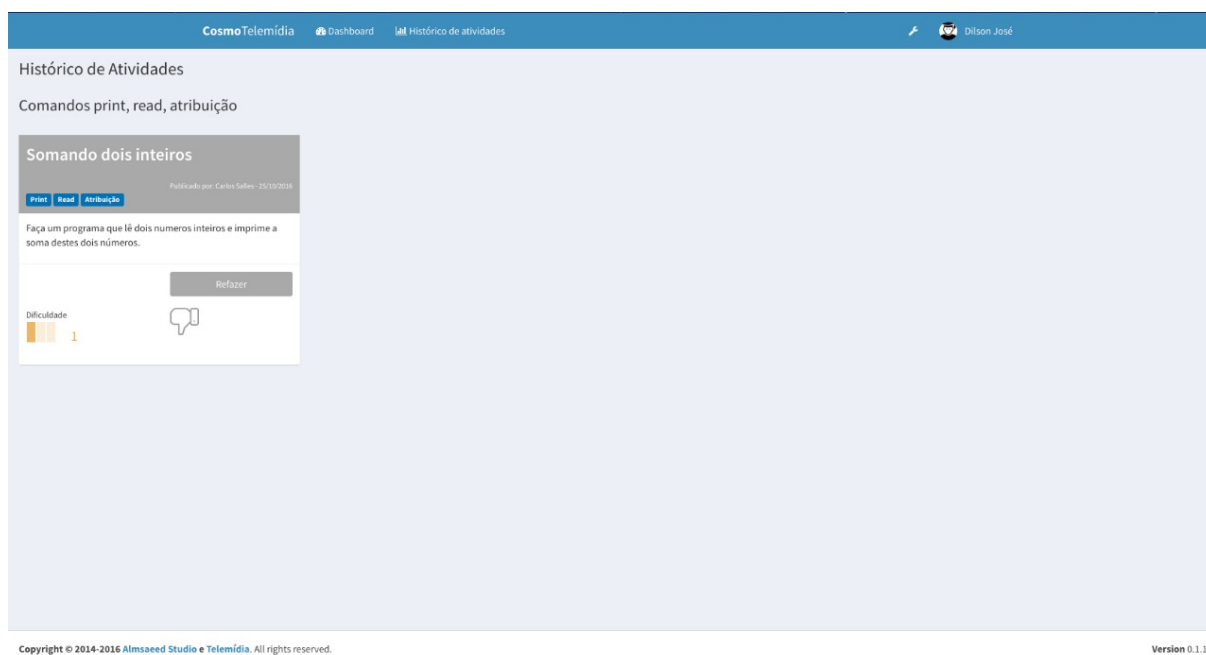 CosmoTelemídia Dashboard Histórico de atividades Dilson José
Histórico de Atividades
Comandos print, read, atribuição
Somando dois inteiros
Publicado por: Carlos Salles - 25/10/2016
Print Read Atribuição
Faça um programa que lê dois numeros inteiros e imprime a
soma destes dois números.
Refazer
Dificuldade
1
Copyright © 2014-2016 Almsaeed Studio e Telemídia. All rights reserved. Version 0.1.1